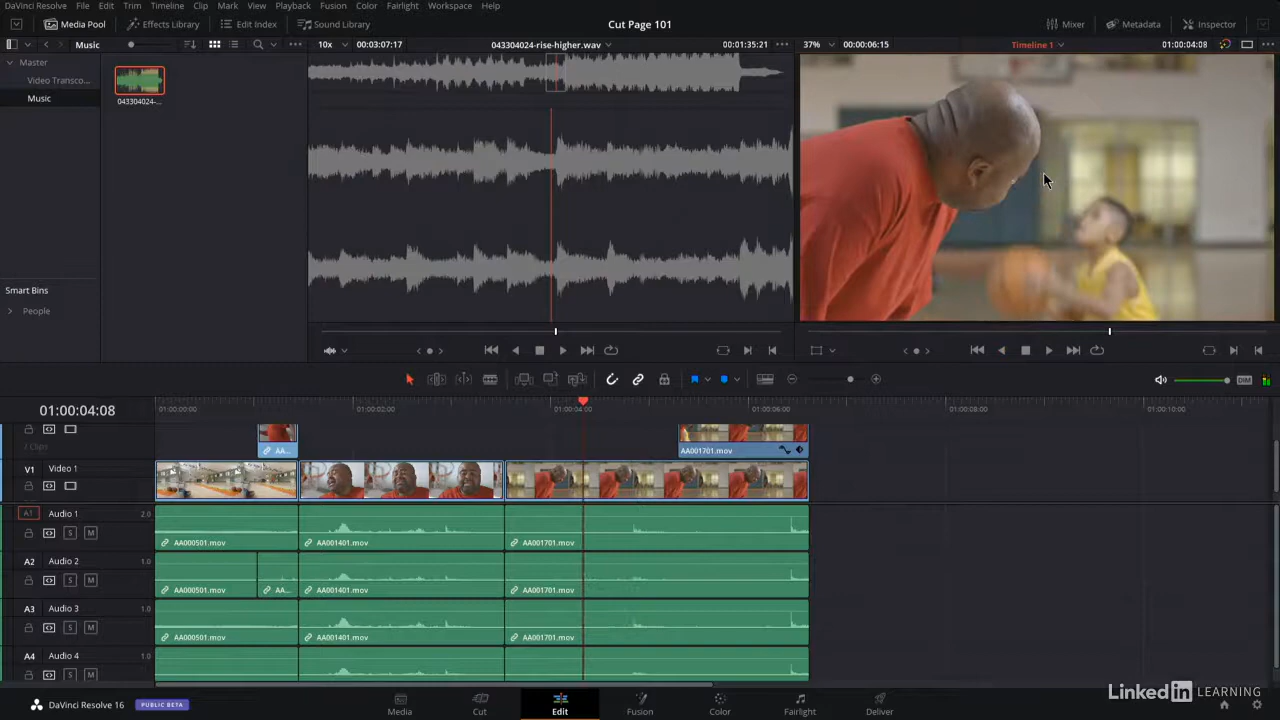 DaVinci Resolve File Edit Trim Timeline Clip Mark View Playback Fusion Color Fairlight Workspace Help
Media Pool Effects Library Edit Index Sound Library Cut Page 101 Mixer Metadata Inspector
Music 10x 00:03:07:17 043304024-rise-higher.wav 00:01:35:21 37% 00:00:06:15 Timeline 1 01:00:04:08
Master
Video Transco...
Music
043304024-...
Smart Bins
People
DIM
01:00:04:08
01:00:00:00 01:00:02:00 01:00:04:00 01:00:06:00 01:00:08:00 01:00:10:00
/ Clips
AA... AA001701.mov
V1 Video 1
A1 Audio 1 2.0
S M
AA000501.mov AA001401.mov AA001701.mov
A2 Audio 2 1.0
S M
AA000501.mov AA... AA001401.mov AA001701.mov
A3 Audio 3 1.0
S M
AA000501.mov AA001401.mov AA001701.mov
A4 Audio 4 1.0
S M
LinkedIn LEARNING
DaVinci Resolve 16 PUBLIC BETA Media Cut Edit Fusion Color Fairlight Deliver